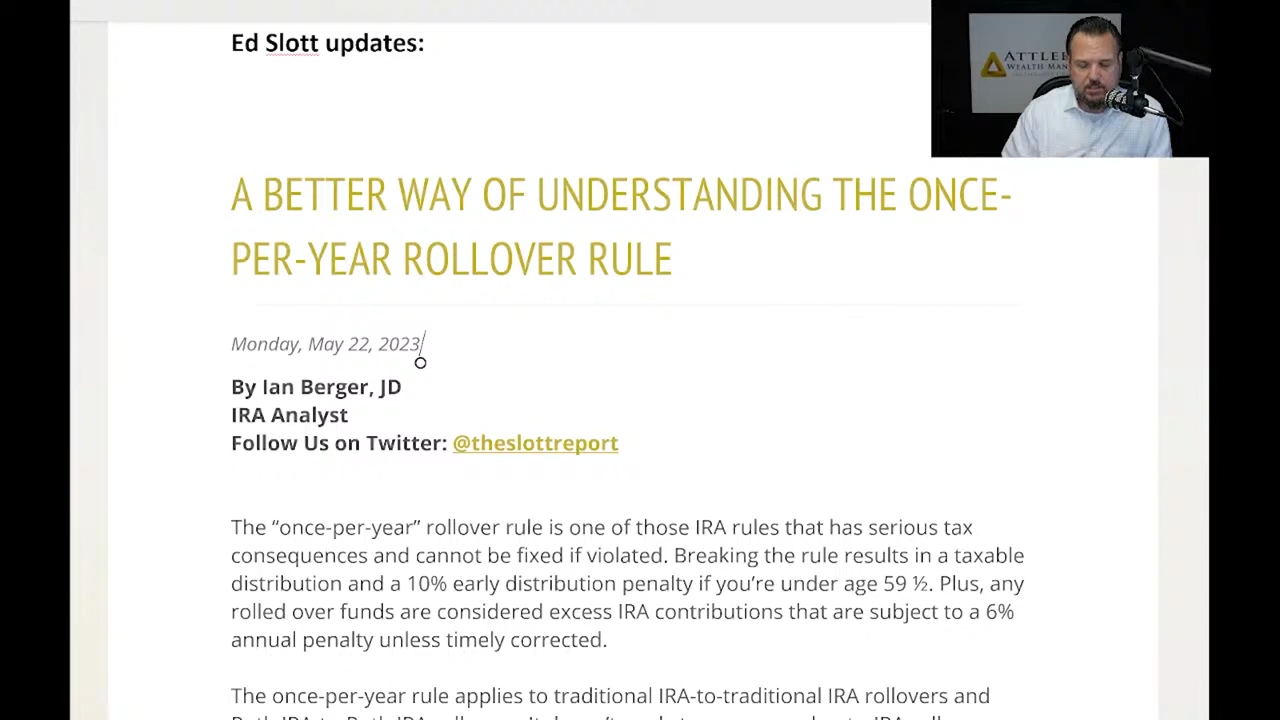 Ed Slott updates:
ATTLEB
WEALTH MAN
A BETTER WAY OF UNDERSTANDING THE ONCE-
PER-YEAR ROLLOVER RULE
Monday, May 22, 2023
By Ian Berger, JD
IRA Analyst
Follow Us on Twitter: @theslottreport
The “once-per-year” rollover rule is one of those IRA rules that has serious tax
consequences and cannot be fixed if violated. Breaking the rule results in a taxable
distribution and a 10% early distribution penalty if you’re under age 59 ½. Plus, any
rolled over funds are considered excess IRA contributions that are subject to a 6%
annual penalty unless timely corrected.
The once-per-year rule applies to traditional IRA-to-traditional IRA rollovers and